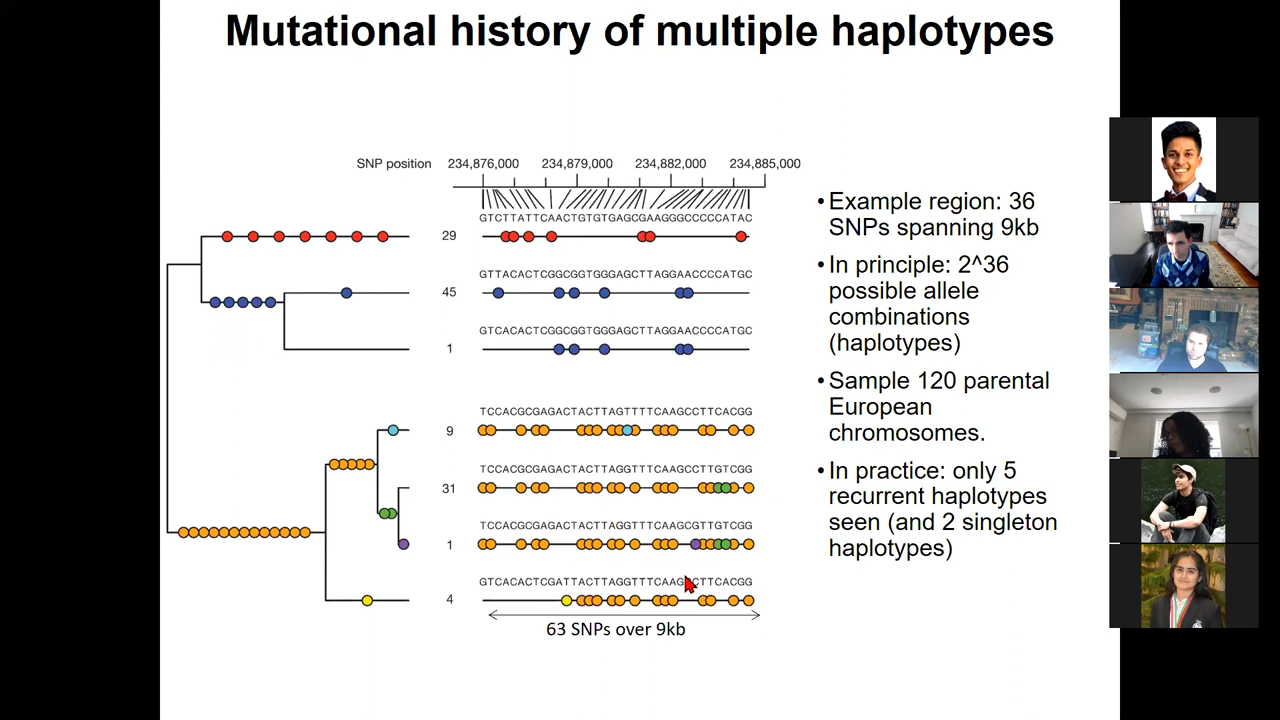 Mutational history of multiple haplotypes
SNP position 234,876,000 234,879,000 234,882,000 234,885,000
GTCTTATTCAACTGTGTGAGCGAAGGGCCCCCATAC
29
GTTACACTCGGCGGTGGGAGCTTAGGAACCCCATGC
45
GTCACACTCGGCGGTGGGAGCTTAGGAACCCCATGC
1
TCCACGCGAGACTACTTAGTTTTCAAGCCTTCACGG
9
TCCACGCGAGACTACTTAGGTTTCAAGCCTTGTCGG
31
TCCACGCGAGACTACTTAGGTTTCAAGCGTTGTCGG
1
4
63 SNPs over 9kb
• Example region: 36
SNPs spanning 9kb
• In principle: 2^36
possible allele
combinations
(haplotypes)
• Sample 120 parental
European
chromosomes.
• In practice: only 5
recurrent haplotypes
seen (and 2 singleton
haplotypes)